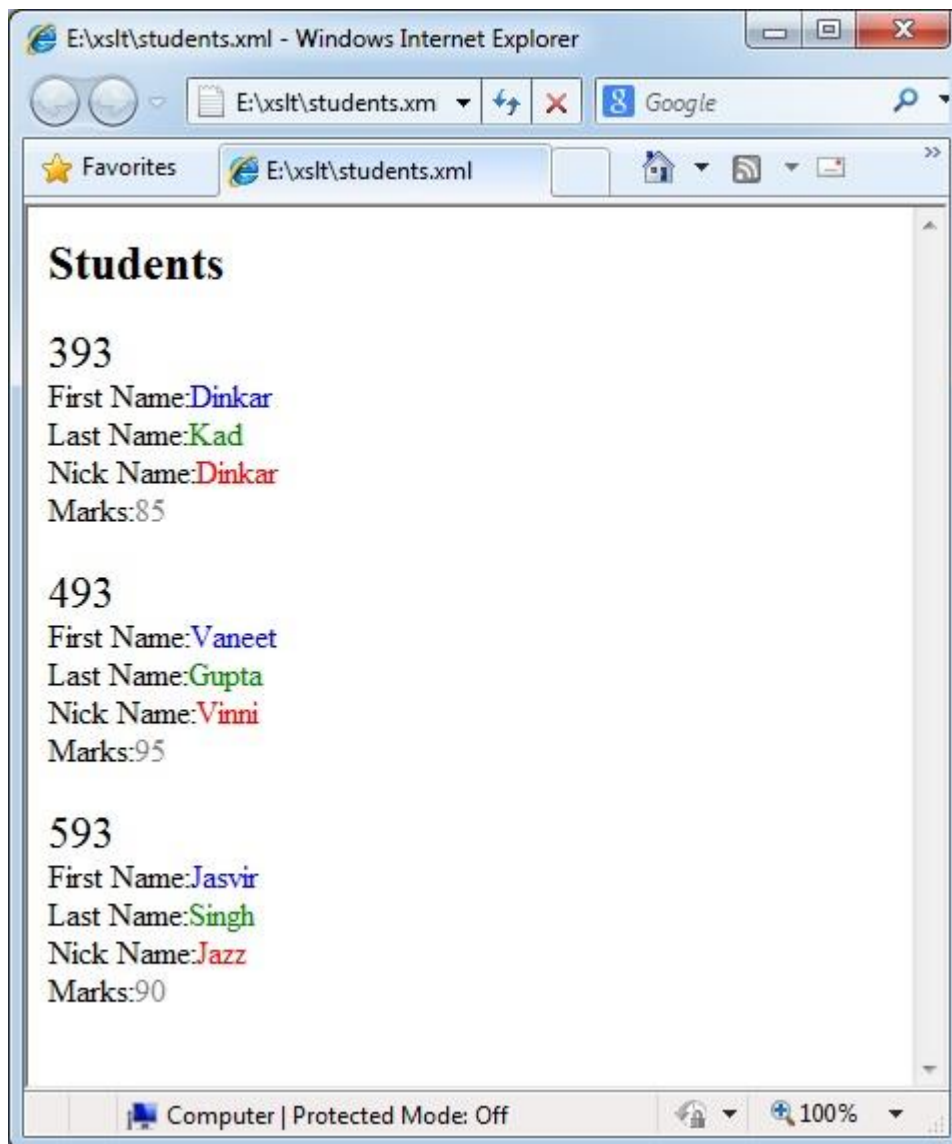 E:\xslt\students.xml - Windows Internet Explorer
E:\xslt\students.xm
Google
Favorites
E:\xslt\students.xml
Students
393
First Name:Dinkar
Last Name:Kad
Nick Name:Dinkar
Marks:85
493
First Name:Vaneet
Last Name:Gupta
Nick Name:Vinni
Marks:95
593
First Name:Jasvir
Last Name:Singh
Nick Name:Jazz
Marks:90
Computer | Protected Mode: Off
100%